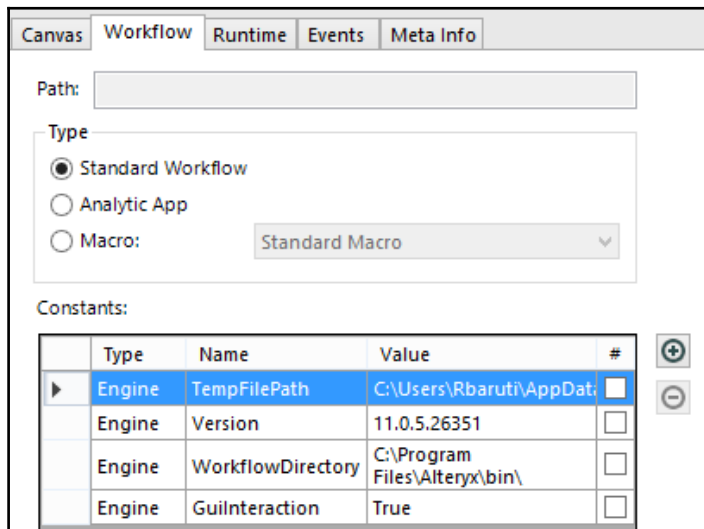 Canvas Workflow Runtime Events Meta Info
Path:
Type
Standard Workflow
Analytic App
Macro: Standard Macro
Constants:
Type Name Value #
Engine TempFilePath C:\Users\Rbaruti\AppData
Engine Version 11.0.5.26351
Engine WorkflowDirectory C:\Program
Files\Alteryx\bin\
Engine GuiInteraction True